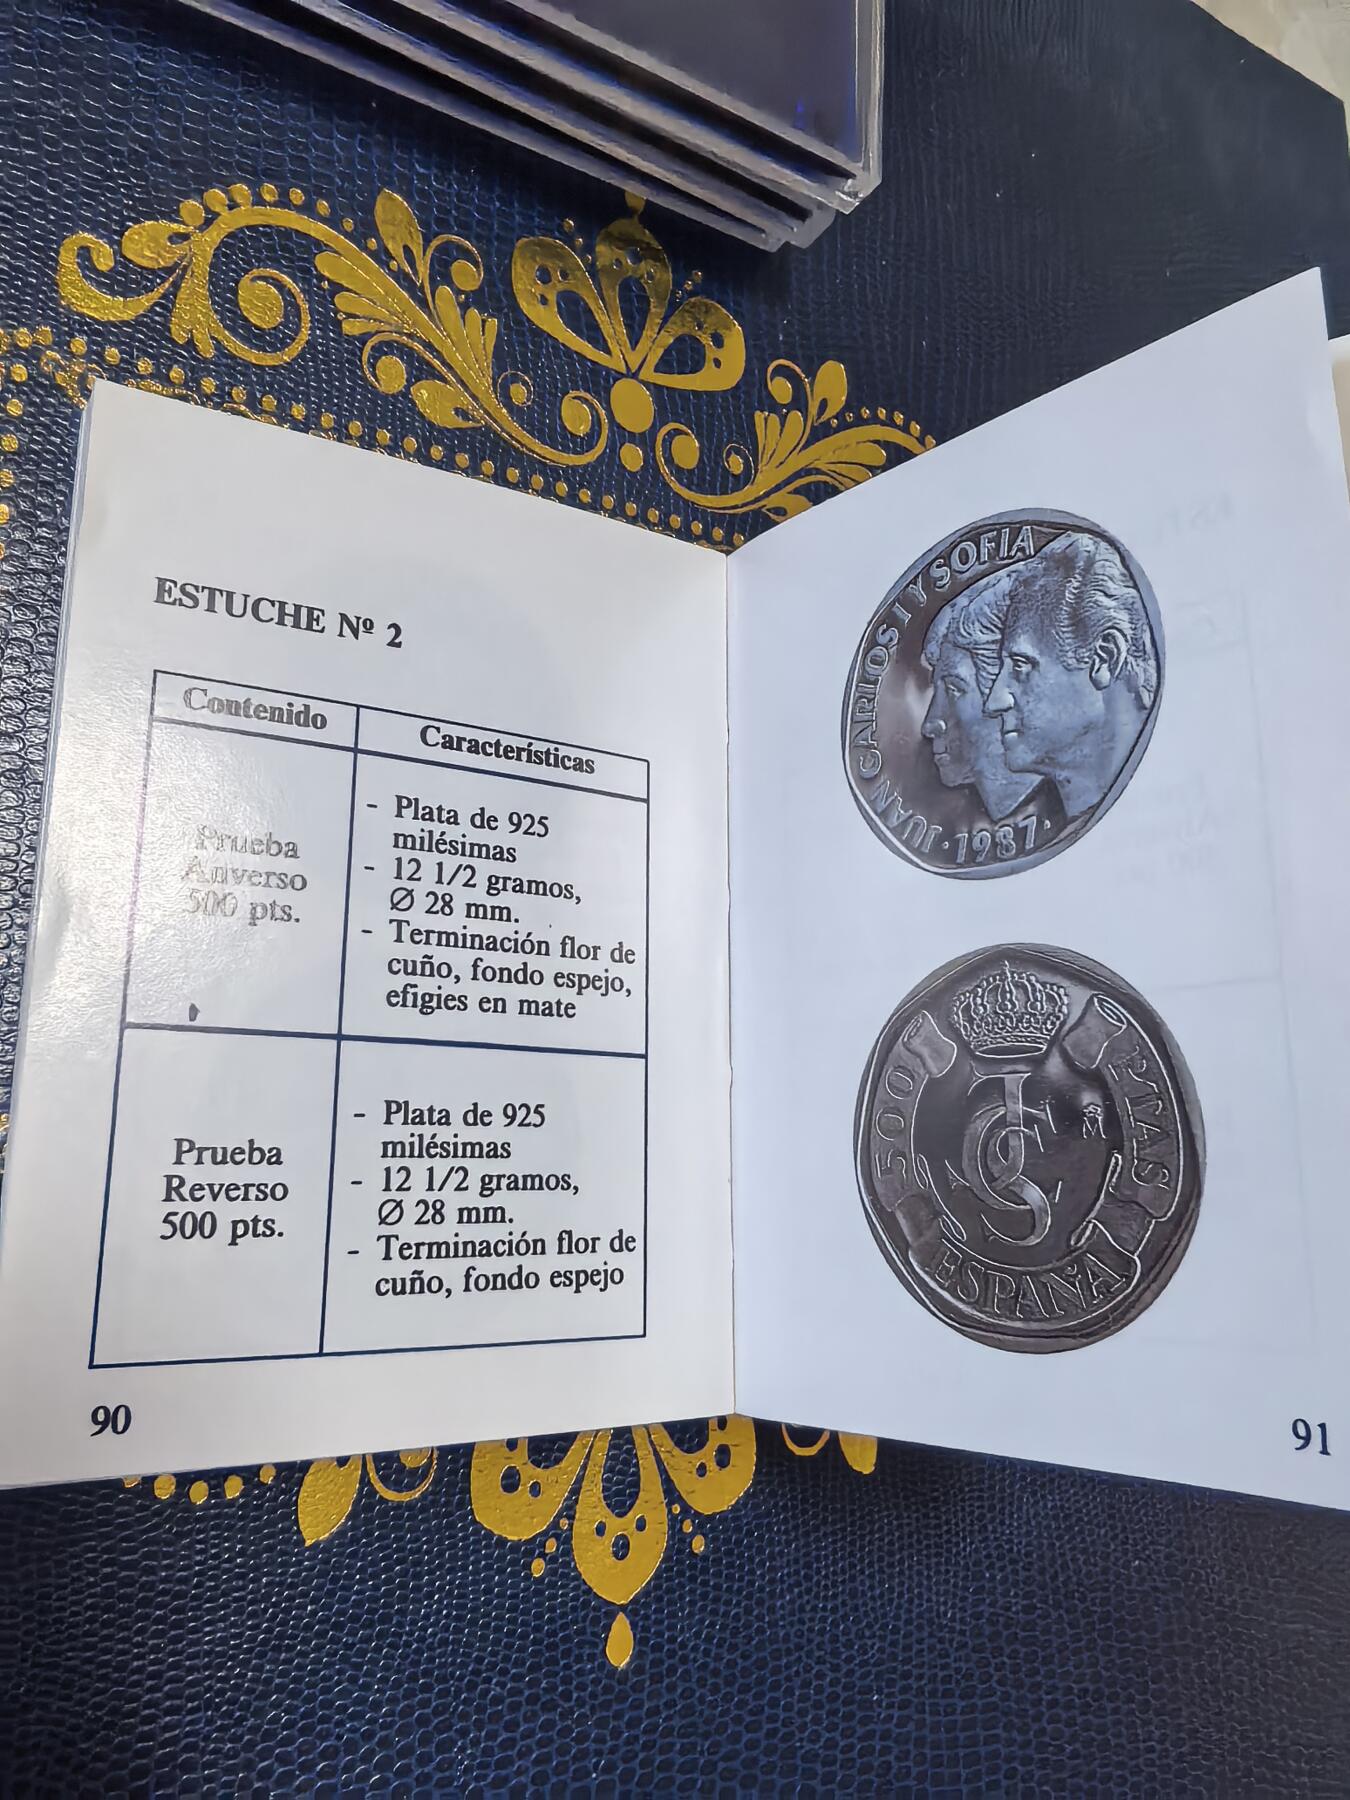 ESTUCHE Nº 2
Contenido
Características
Prueba
Anverso
500 pts.
- Plata de 925
milésimas
- 12 1/2 gramos,
Ø 28 mm.
- Terminación flor de
cuño, fondo espejo,
efigies en mate
Prueba
Reverso
500 pts.
- Plata de 925
milésimas
- 12 1/2 gramos,
Ø 28 mm.
- Terminación flor de
cuño, fondo espejo
90
JUAN CARLOS I Y SOFIA
·1987·
500 PTAS
M
ESPAÑA
91